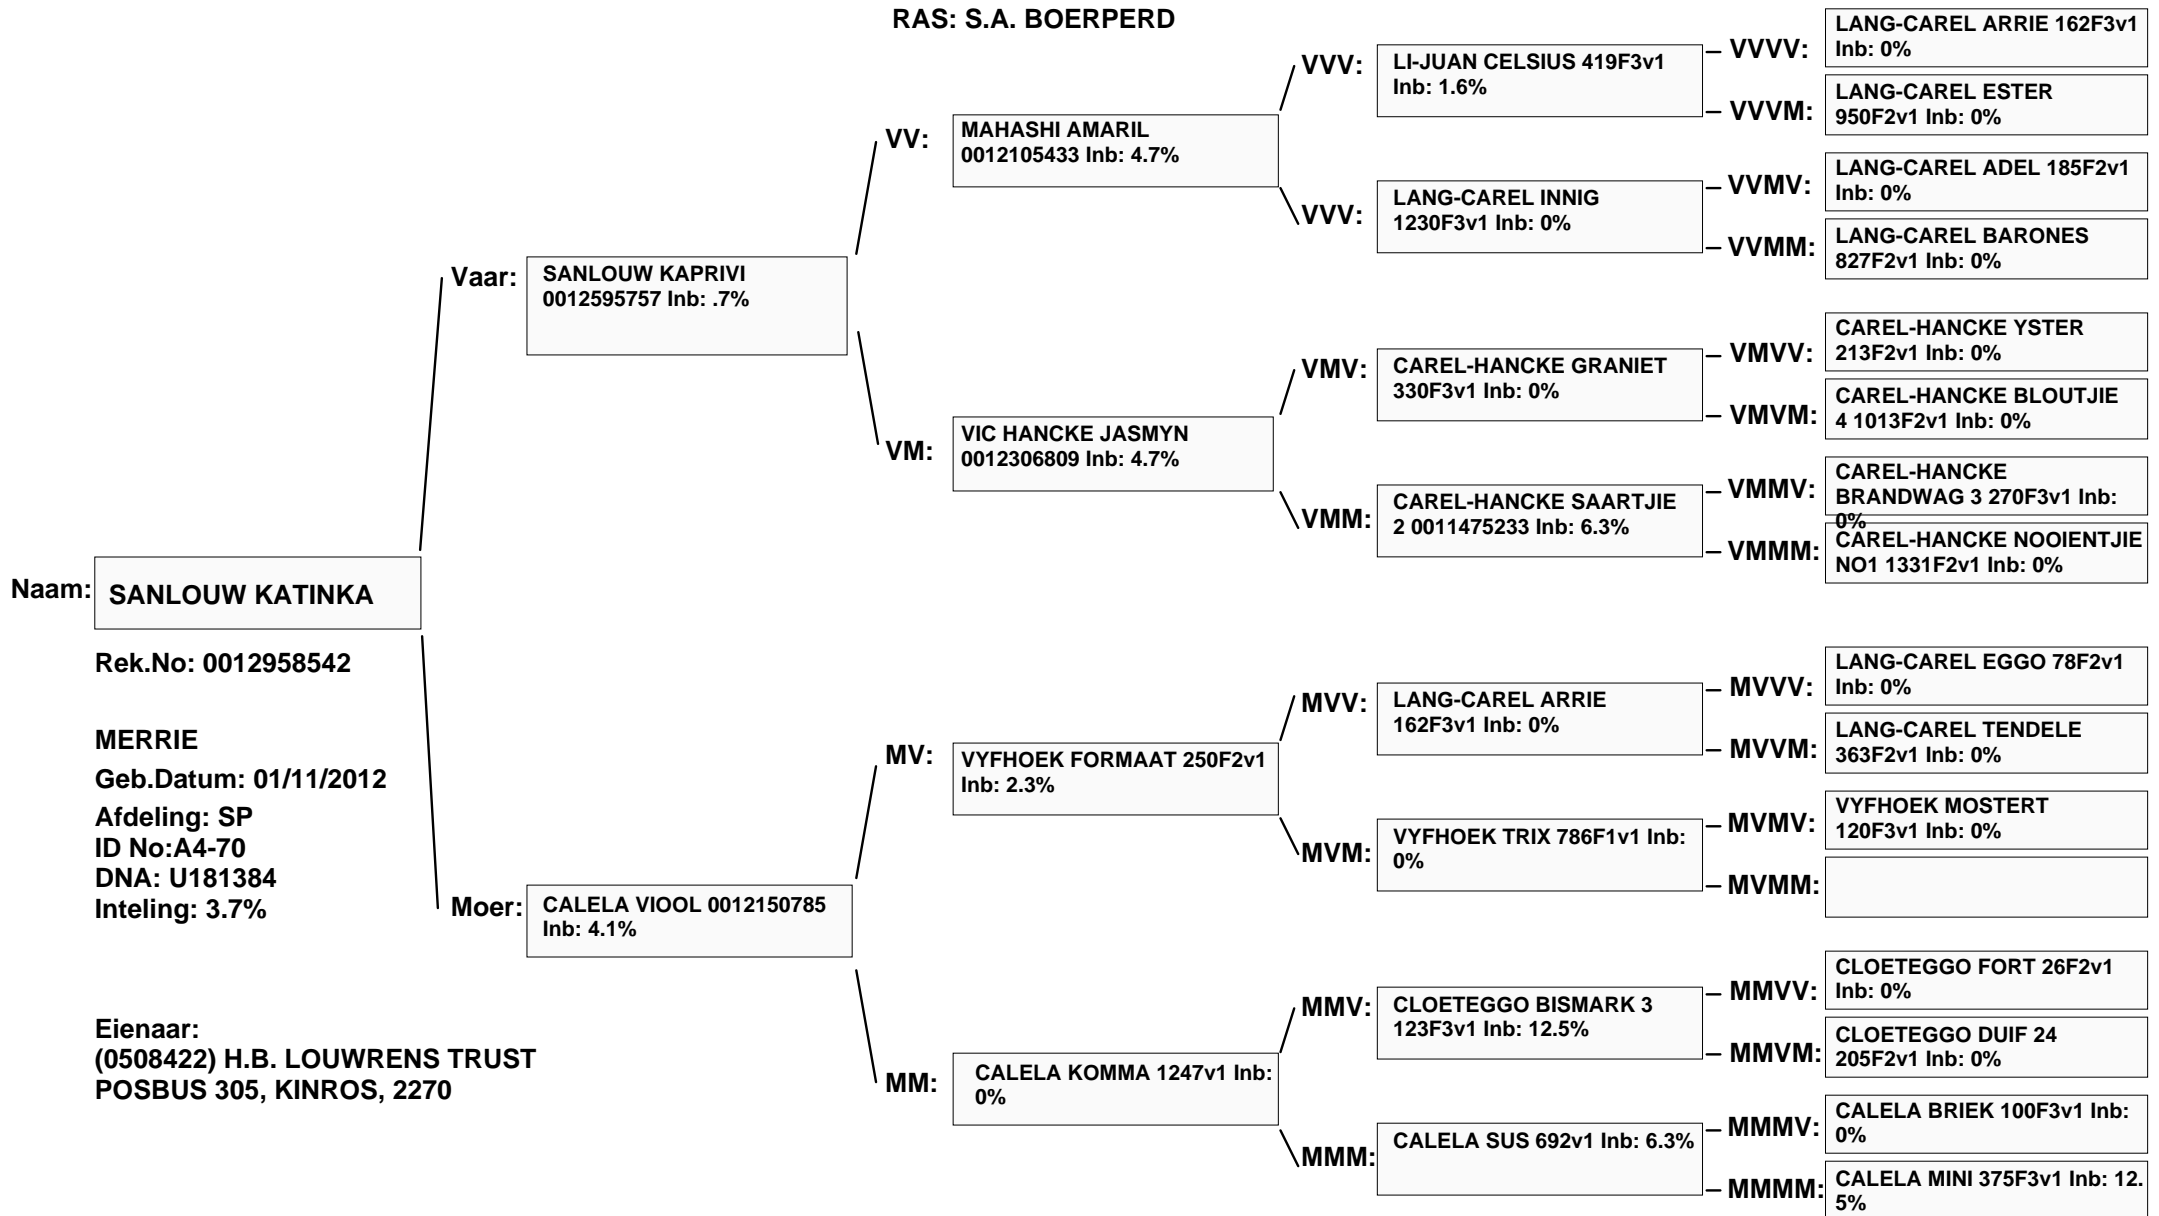 RAS: S.A. BOERPERD
Naam:
SANLOUW KATINKA
Rek.No: 0012958542
MERRIE
Geb.Datum: 01/11/2012
Afdeling: SP
ID No:A4-70
DNA: U181384
Inteling: 3.7%
Eienaar:
(0508422) H.B. LOUWRENS TRUST
POSBUS 305, KINROS, 2270
Vaar:
SANLOUW KAPRIVI
0012595757 Inb: .7%
Moer:
CALELA VIOOL 0012150785
Inb: 4.1%
VV:
MAHASHI AMARIL
0012105433 Inb: 4.7%
VM:
VIC HANCKE JASMYN
0012306809 Inb: 4.7%
MV:
VYFHOEK FORMAAT 250F2v1
Inb: 2.3%
MM:
CALELA KOMMA 1247v1 Inb:
0%
VVV:
LI-JUAN CELSIUS 419F3v1
Inb: 1.6%
VVV:
LANG-CAREL INNIG
1230F3v1 Inb: 0%
VMV:
CAREL-HANCKE GRANIET
330F3v1 Inb: 0%
VMM:
CAREL-HANCKE SAARTJIE
2 0011475233 Inb: 6.3%
MVV:
LANG-CAREL ARRIE
162F3v1 Inb: 0%
MVM:
VYFHOEK TRIX 786F1v1 Inb:
0%
MMV:
CLOETEGGO BISMARK 3
123F3v1 Inb: 12.5%
MMM:
CALELA SUS 692v1 Inb: 6.3%
VVVV:
LANG-CAREL ARRIE 162F3v1
Inb: 0%
VVVM:
LANG-CAREL ESTER
950F2v1 Inb: 0%
VVMV:
LANG-CAREL ADEL 185F2v1
Inb: 0%
VVMM:
LANG-CAREL BARONES
827F2v1 Inb: 0%
VMVV:
CAREL-HANCKE YSTER
213F2v1 Inb: 0%
VMVM:
CAREL-HANCKE BLOUTJIE
4 1013F2v1 Inb: 0%
VMMV:
CAREL-HANCKE
BRANDWAG 3 270F3v1 Inb:
0%
VMMM:
CAREL-HANCKE NOOIENTJIE
NO1 1331F2v1 Inb: 0%
MVVV:
LANG-CAREL EGGO 78F2v1
Inb: 0%
MVVM:
LANG-CAREL TENDELE
363F2v1 Inb: 0%
MVMV:
VYFHOEK MOSTERT
120F3v1 Inb: 0%
MVMM:
MMVV:
CLOETEGGO FORT 26F2v1
Inb: 0%
MMVM:
CLOETEGGO DUIF 24
205F2v1 Inb: 0%
MMMV:
CALELA BRIEK 100F3v1 Inb:
0%
MMMM:
CALELA MINI 375F3v1 Inb: 12.
5%